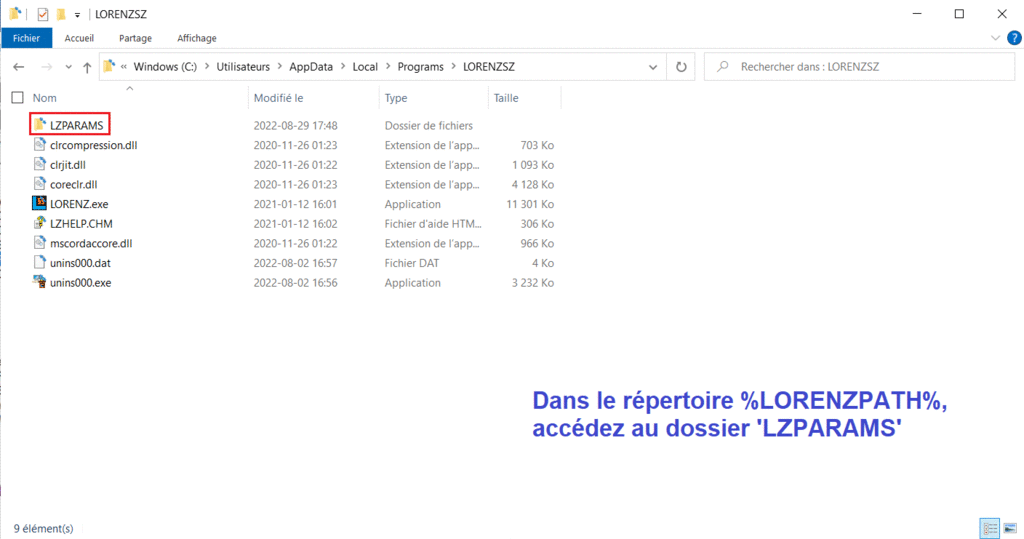 LORENZSZ
Fichier Accueil Partage Affichage
« Windows (C:) > Utilisateurs > AppData > Local > Programs > LORENZSZ
Rechercher dans : LORENZSZ
Nom Modifié le Type Taille
LZPARAMS 2022-08-29 17:48 Dossier de fichiers
clrcompression.dll 2020-11-26 01:23 Extension de l'app... 703 Ko
clrjit.dll 2020-11-26 01:22 Extension de l'app... 1 093 Ko
coreclr.dll 2020-11-26 01:23 Extension de l'app... 4 128 Ko
LORENZ.exe 2021-01-12 16:01 Application 11 301 Ko
LZHELP.CHM 2021-01-12 16:02 Fichier d'aide HTM... 306 Ko
mscordaccore.dll 2020-11-26 01:22 Extension de l'app... 966 Ko
unins000.dat 2022-08-02 16:57 Fichier DAT 4 Ko
unins000.exe 2022-08-02 16:56 Application 3 232 Ko
Dans le répertoire %LORENZPATH%,
accédez au dossier 'LZPARAMS'
9 élément(s)